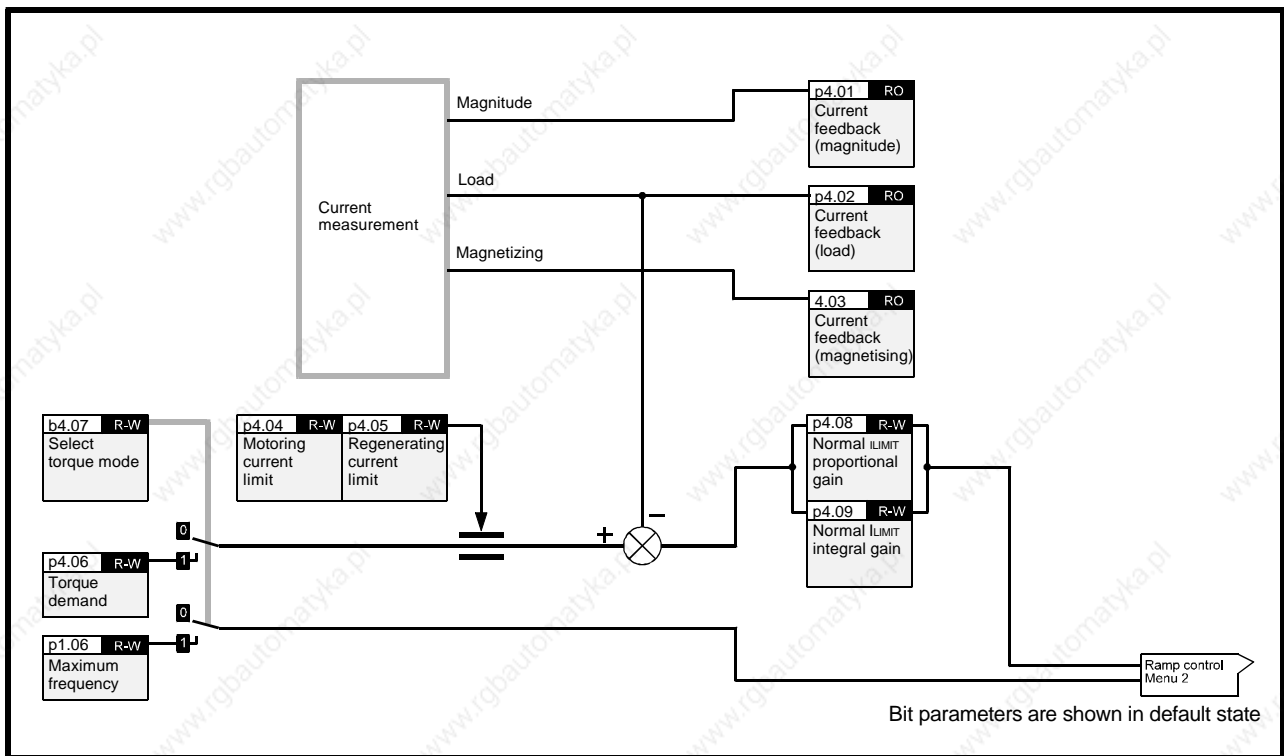 Magnitude
p4.01 RO
Current
feedback
(magnitude)
Load
p4.02 RO
Current
feedback
(load)
Current
measurement
Magnetizing
4.03 RO
Current
feedback
(magnetising)
b4.07 R-W
Select
torque mode
p4.04 R-W
Motoring
current
limit
p4.05 R-W
Regenerating
current
limit
p4.08 R-W
Normal ILIMIT
proportional
gain
p4.09 R-W
Normal ILIMIT
integral gain
+
−
0
1
p4.06 R-W
Torque
demand
0
1
p1.06 R-W
Maximum
frequency
Ramp control
Menu 2
Bit parameters are shown in default state
www.rgbautomatyka.pl